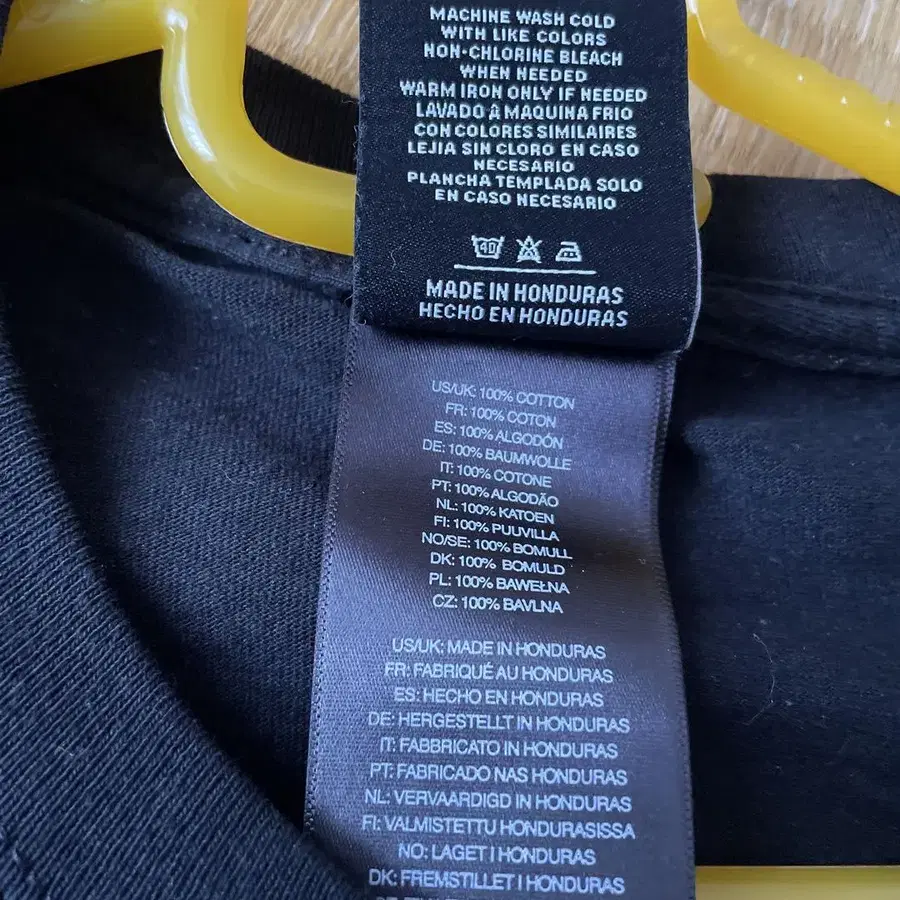 MACHINE WASH COLD
WITH LIKE COLORS
NON-CHLORINE BLEACH
WHEN NEEDED
WARM IRON ONLY IF NEEDED
LAVADO A MAQUINA FRIO
CON COLORES SIMILAIRES
LEJIA SIN CLORO EN CASO
NECESARIO
PLANCHA TEMPLADA SOLO
EN CASO NECESARIO
40
MADE IN HONDURAS
HECHO EN HONDURAS
US/UK: 100% COTTON
FR: 100% COTON
ES: 100% ALGODÓN
DE: 100% BAUMWOLLE
IT: 100% COTONE
PT: 100% ALGODÃO
NL: 100% KATOEN
FI: 100% PUUVILLA
NO/SE: 100% BOMULL
DK: 100% BOMULD
PL: 100% BAWEŁNA
CZ: 100% BAVLNA
US/UK: MADE IN HONDURAS
FR: FABRIQUÉ AU HONDURAS
ES: HECHO EN HONDURAS
DE: HERGESTELLT IN HONDURAS
IT: FABBRICATO IN HONDURAS
PT: FABRICADO NAS HONDURAS
NL: VERVAARDIGD IN HONDURAS
FI: VALMISTETTU HONDURASISSA
NO: LAGET I HONDURAS
DK: FREMSTILLET I HONDURAS